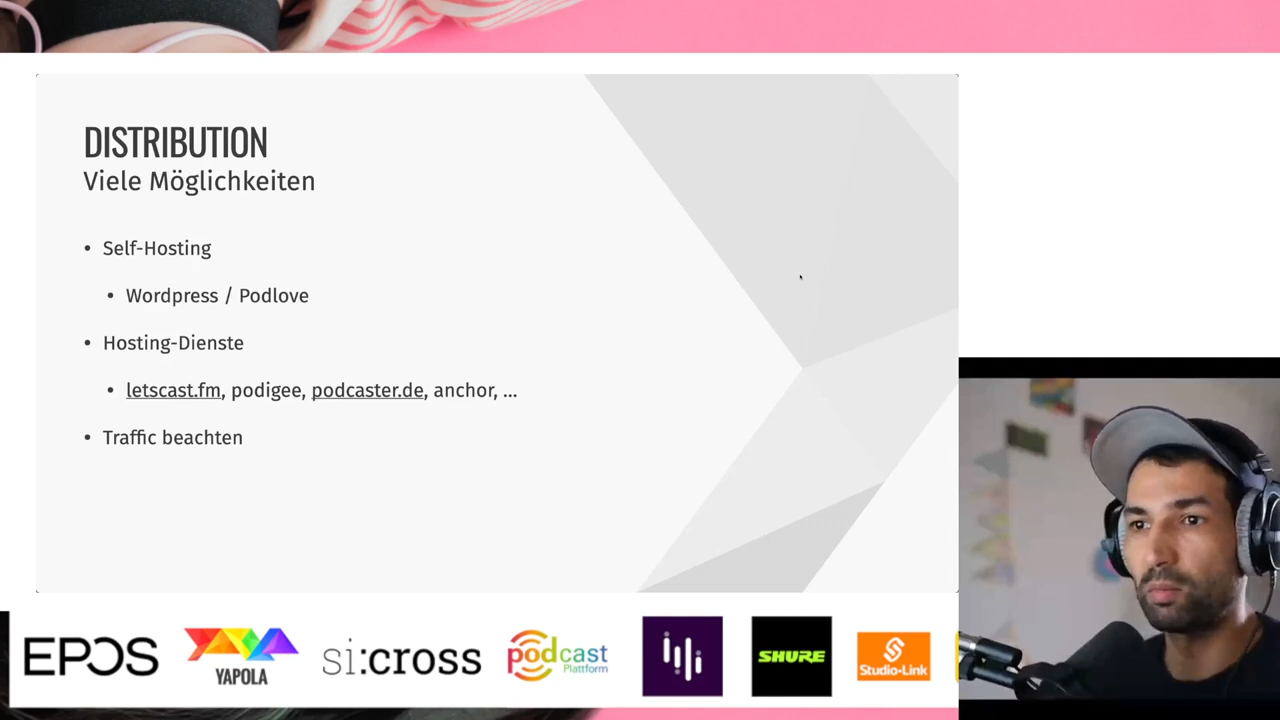 DISTRIBUTION
Viele Möglichkeiten
• Self-Hosting
• Wordpress / Podlove
• Hosting-Dienste
• letscast.fm, podigee, podcaster.de, anchor, ...
• Traffic beachten
EPOS
YAPOLA
si:cross
podcast
Plattform
SHURE
Studio-Link